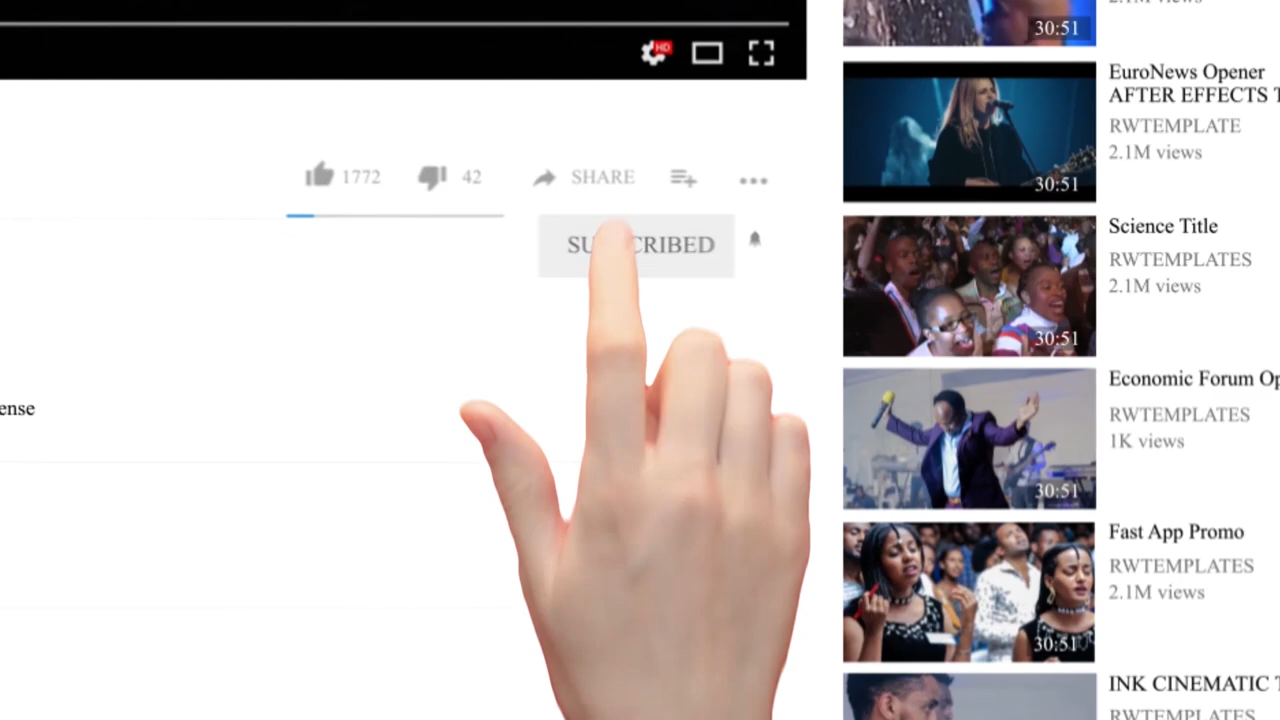 HD
1772
42
SHARE
SU CRIBED
ense
30:51
30:51
EuroNews Opener
AFTER EFFECTS T
RWTEMPLATE
2.1M views
30:51
Science Title
RWTEMPLATES
2.1M views
30:51
Economic Forum Op
RWTEMPLATES
1K views
30:51
Fast App Promo
RWTEMPLATES
2.1M views
INK CINEMATIC T
RWTEMPLATES